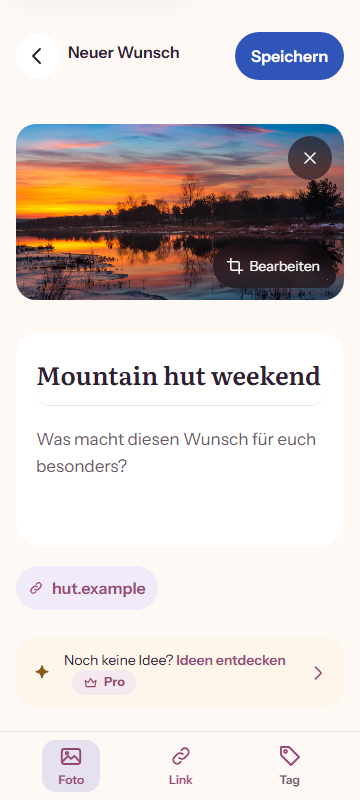 Neuer Wunsch
Speichern
Bearbeiten
Mountain hut weekend
Was macht diesen Wunsch für euch
besonders?
hut.example
Noch keine Idee? Ideen entdecken
Pro
Foto
Link
Tag